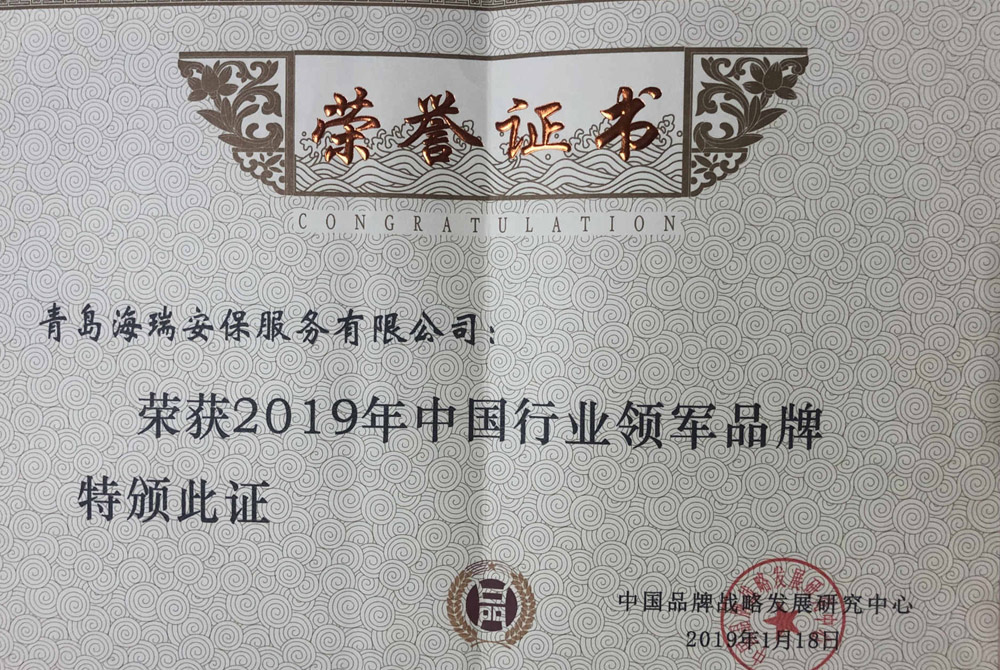 荣誉证书
CONGRATULATION
青岛海瑞安保服务有限公司：
荣获2019年中国行业领军品牌
特颁此证
中国品牌战略发展研究中心
2019年1月18日